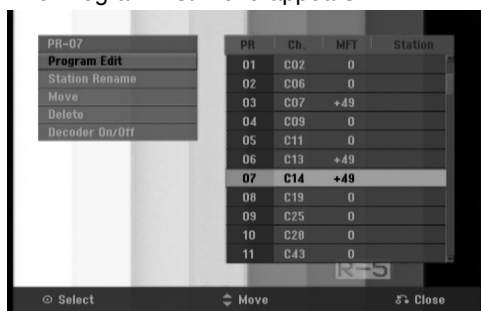 PR-07
Program Edit
Station Rename
Move
Delete
Decoder On/Off
PR Ch. MFT Station
01 C02 0
02 C06 0
03 C07 +49
04 C09 0
05 C11 0
06 C13 +49
07 C14 +49
08 C19 0
09 C25 0
10 C28 0
11 C43 0
R-5
Select Move Close